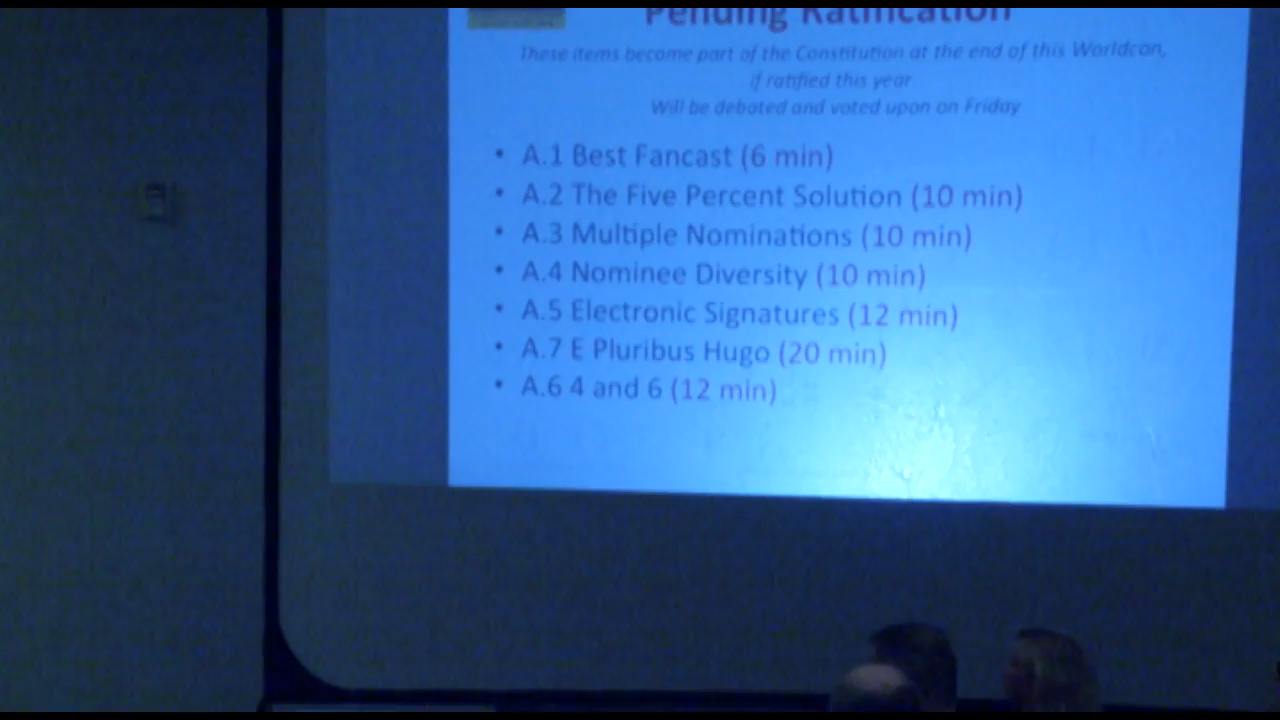 Pending Ratification
These items become part of the Constitution at the end of this Worldcon,
if ratified this year
Will be debated and voted upon on Friday
• A.1 Best Fancast (6 min)
• A.2 The Five Percent Solution (10 min)
• A.3 Multiple Nominations (10 min)
• A.4 Nominee Diversity (10 min)
• A.5 Electronic Signatures (12 min)
• A.7 E Pluribus Hugo (20 min)
• A.6 4 and 6 (12 min)